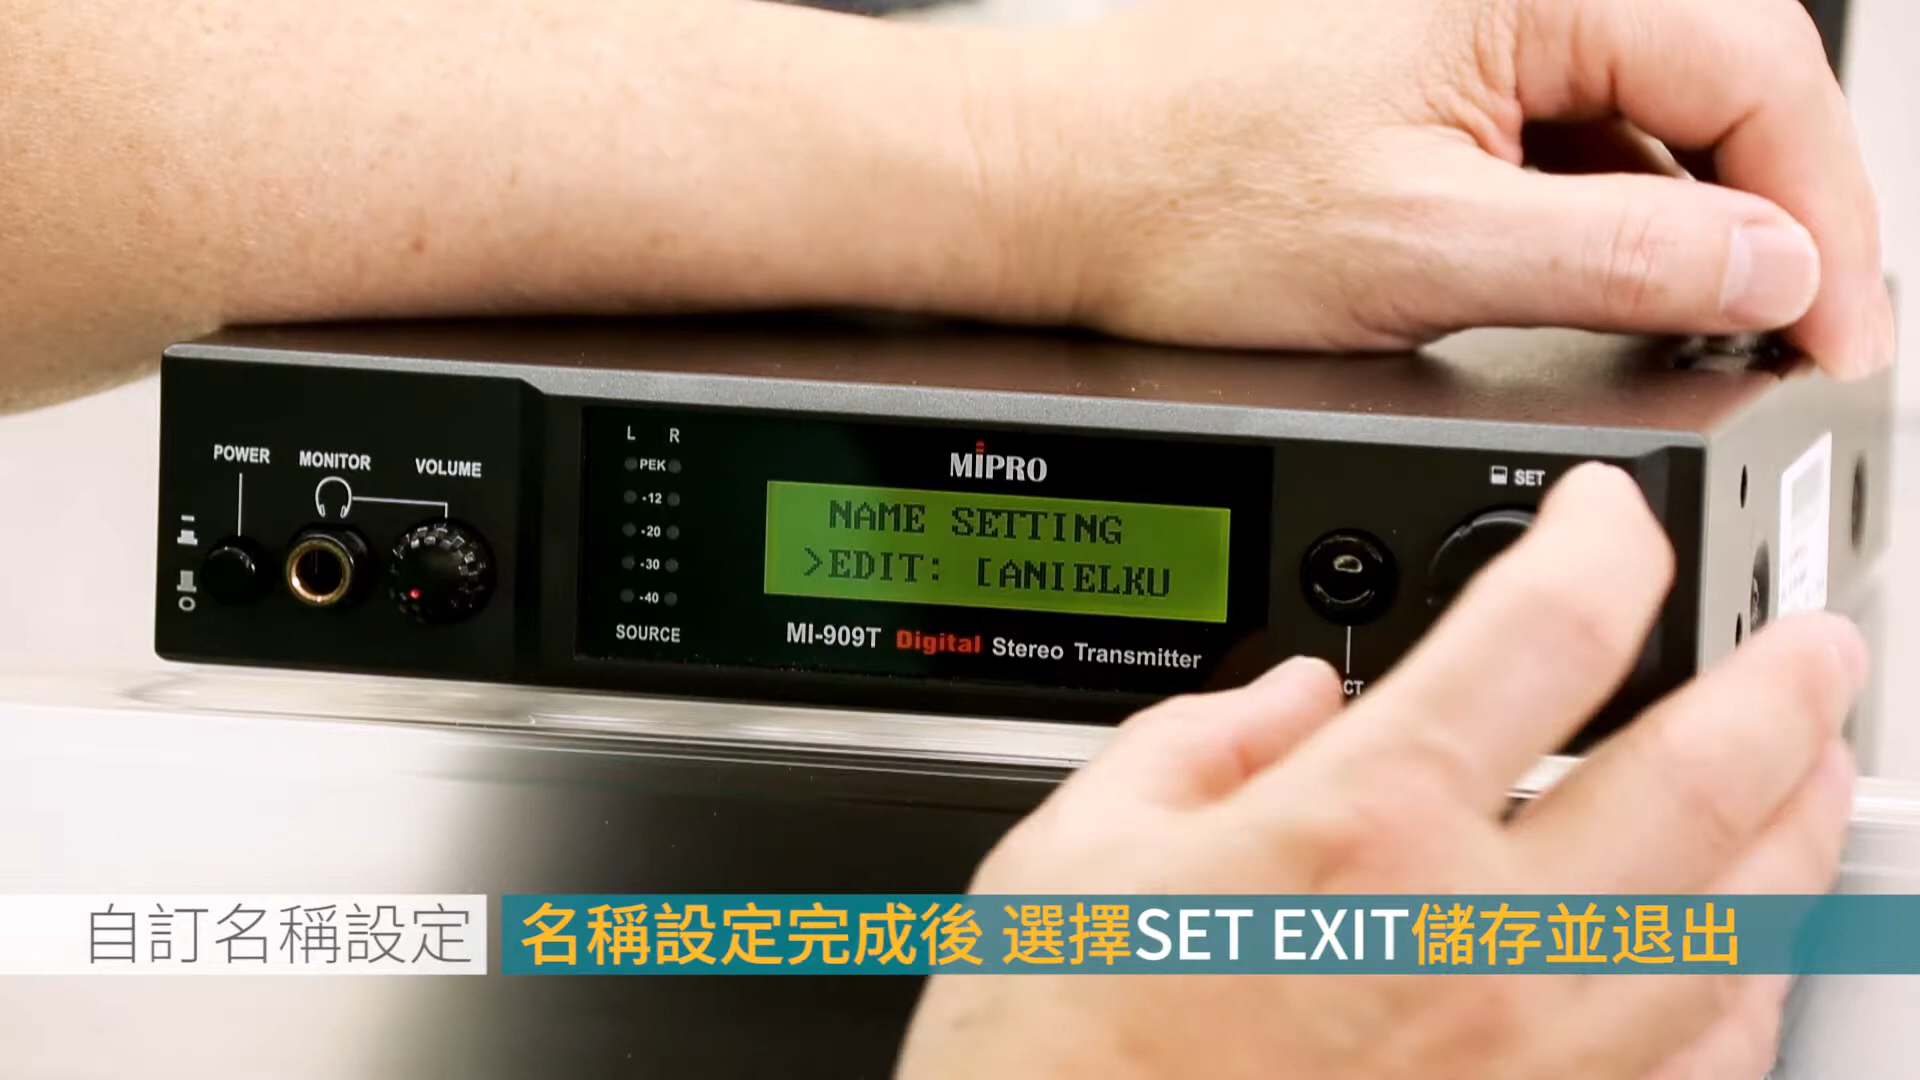 POWER
MONITOR
VOLUME
L R
PEK
-12
-20
-30
-40
SOURCE
MIPRO
NAME SETTING
>EDIT: [ANIELKU
MI-909T Digital Stereo Transmitter
SET
自訂名稱設定
名稱設定完成後 選擇SET EXIT儲存並退出